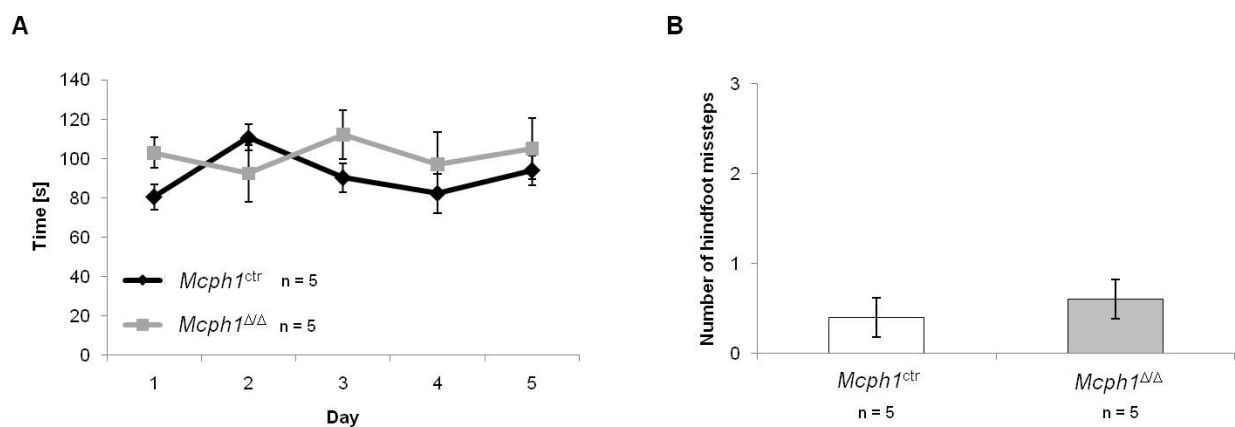 A
140
120
100
80
60
40
20
0
Time [s]
Mcph1ctr n = 5
Mcph1Δ/Δ n = 5
1 2 3 4 5
Day
B
3
2
1
0
Number of hindfoot missteps
Mcph1ctr Mcph1Δ/Δ
n = 5 n = 5